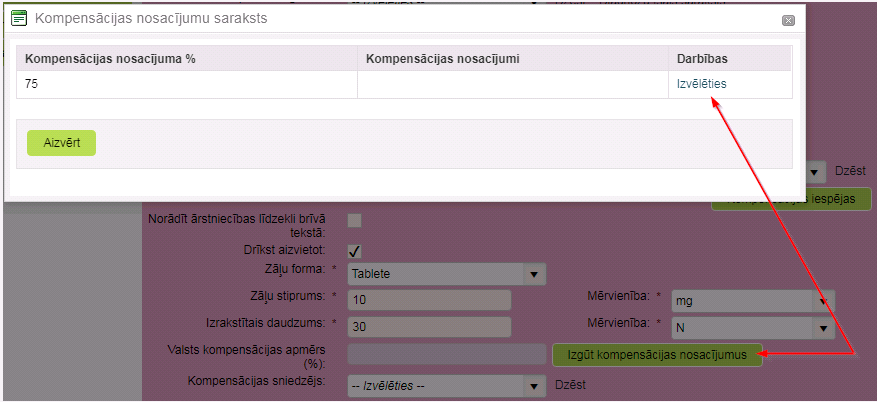 -- Izvēlēties --
Kompensācijas nosacījumu saraksts
Kompensācijas nosacījuma % Kompensācijas nosacījumi Darbības
75 Izvēlēties
Aizvērt
Dzēst
iespējas
Norādīt ārstniecības līdzekli brīvā
tekstā:
Drīkst aizvietot:
Zāļu forma: * Tablete
Zāļu stiprums: * 10 Mērvienība: * mg
Izrakstītais daudzums: * 30 Mērvienība: * N
Valsts kompensācijas apmērs
(%):
Izgūt kompensācijas nosacījumus
Kompensācijas sniedzējs: -- Izvēlēties -- Dzēst